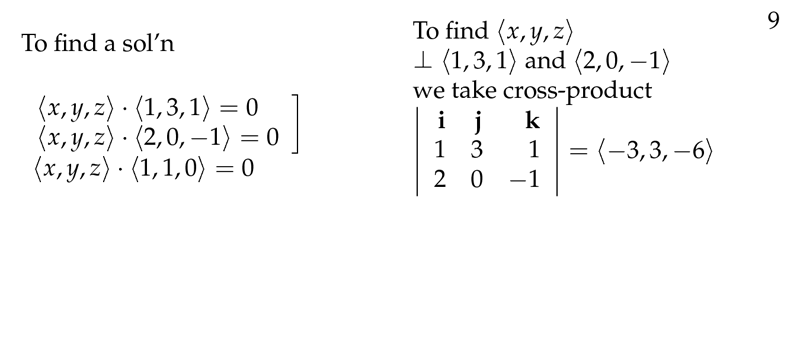 9
To find a sol'n
⟨x, y, z⟩ · ⟨1, 3, 1⟩ = 0
⟨x, y, z⟩ · ⟨2, 0, −1⟩ = 0
⟨x, y, z⟩ · ⟨1, 1, 0⟩ = 0
To find ⟨x, y, z⟩
⊥ ⟨1, 3, 1⟩ and ⟨2, 0, −1⟩
we take cross-product
| i j k |
| 1 3 1 | = ⟨−3, 3, −6⟩
| 2 0 −1 |